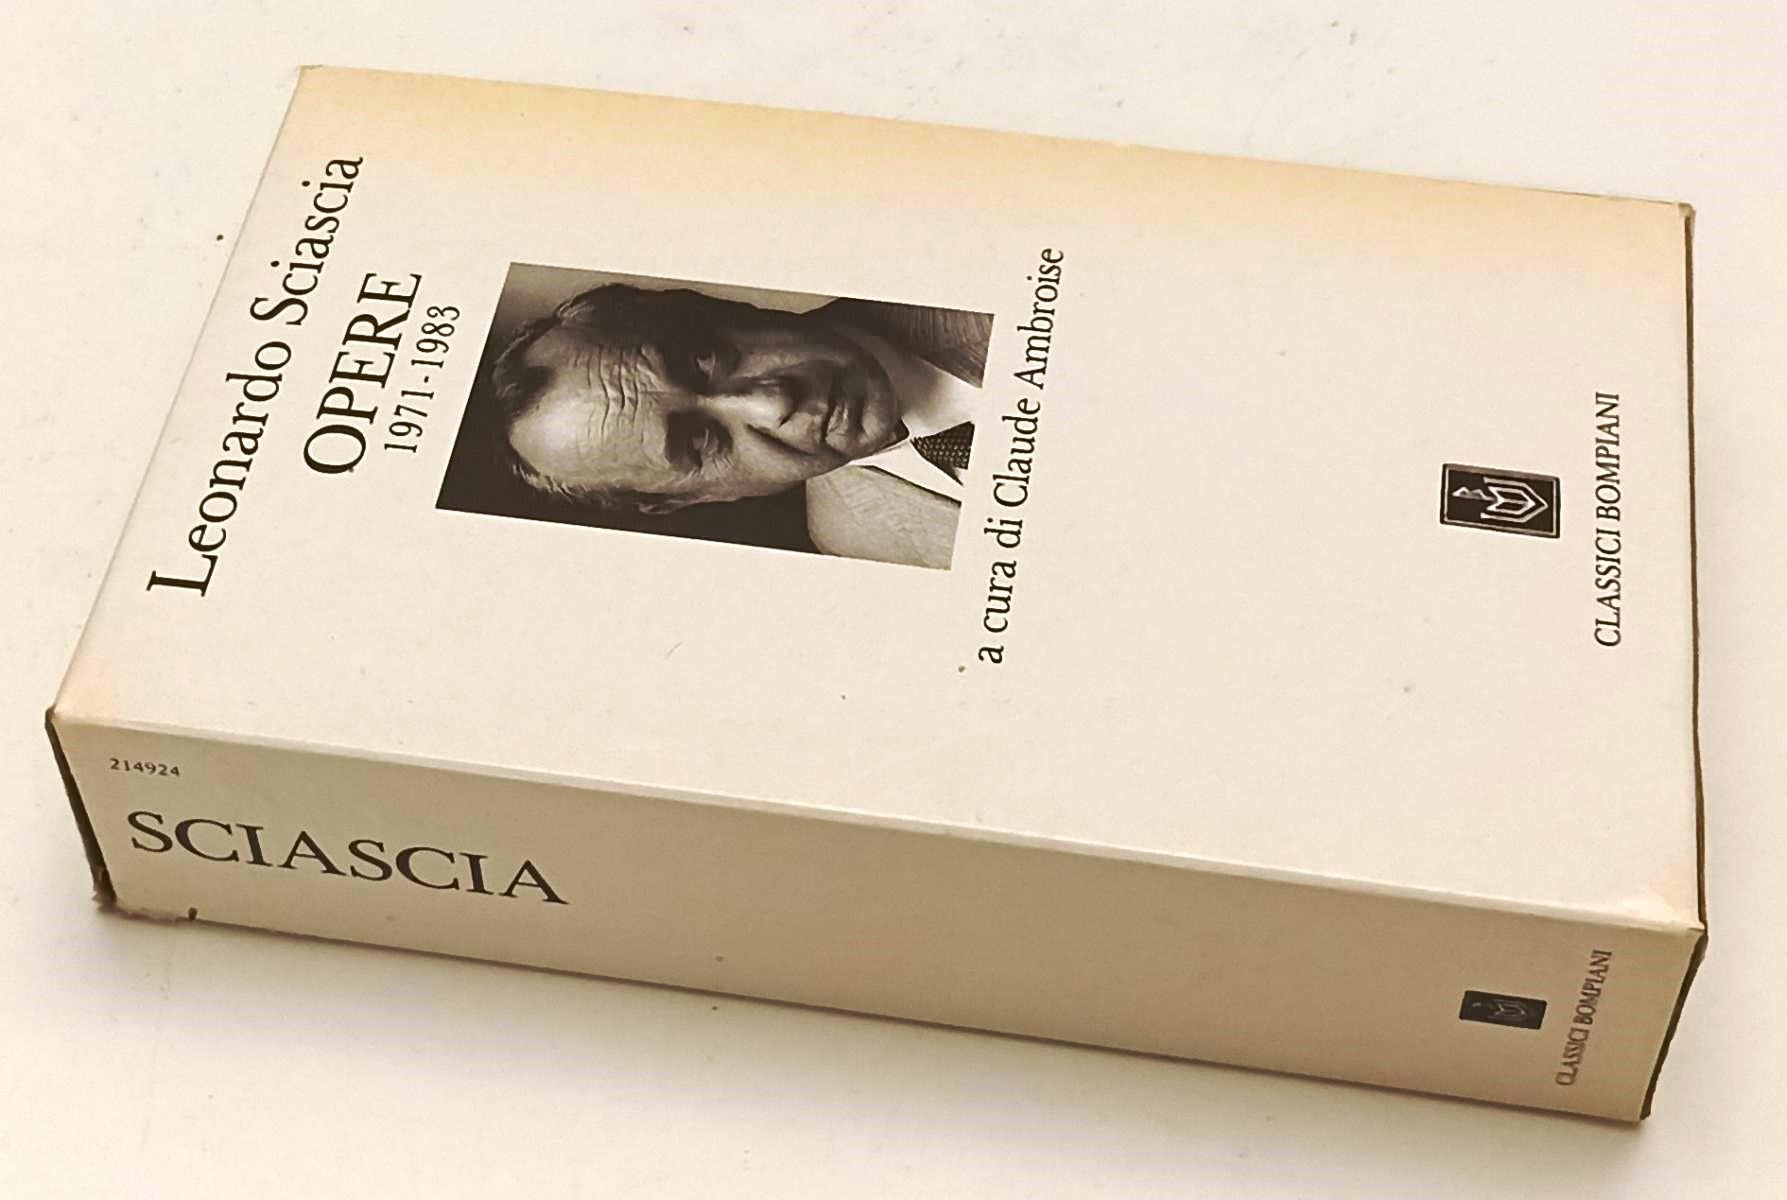 Leonardo Sciascia
OPERE
1971-1983
a cura di Claude Ambroise
CLASSICI BOMPIANI
214924
SCIASCIA
CLASSICI BOMPIANI